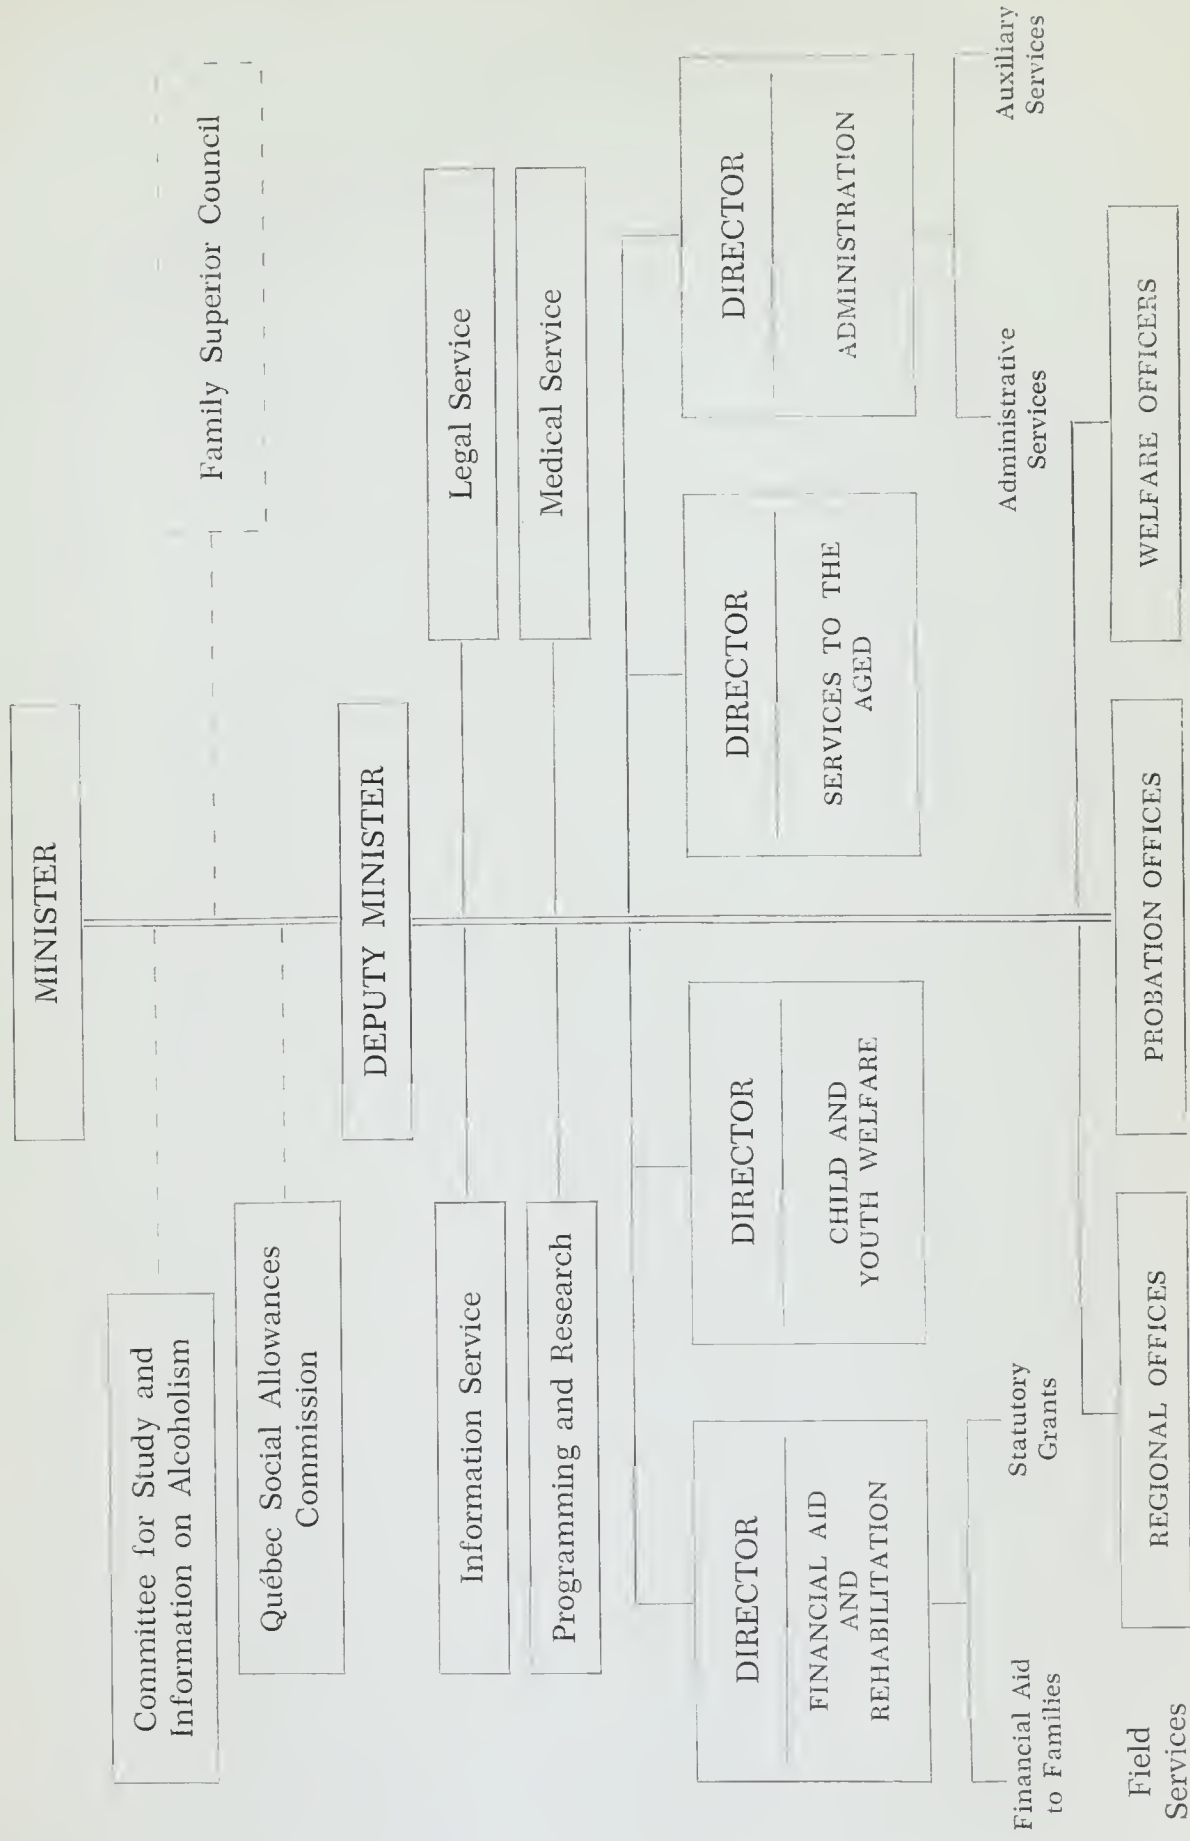 MINISTER
Committee for Study and
Information on Alcoholism
Family Superior Council
Québec Social Allowances
Commission
DEPUTY MINISTER
Information Service
Legal Service
Programming and Research
Medical Service
DIRECTOR
FINANCIAL AID
AND
REHABILITATION
DIRECTOR
CHILD AND
YOUTH WELFARE
DIRECTOR
SERVICES TO THE
AGED
DIRECTOR
ADMINISTRATION
Financial Aid
to Families
Statutory
Grants
Administrative
Services
Auxiliary
Services
Field
Services
REGIONAL OFFICES
PROBATION OFFICES
WELFARE OFFICERS